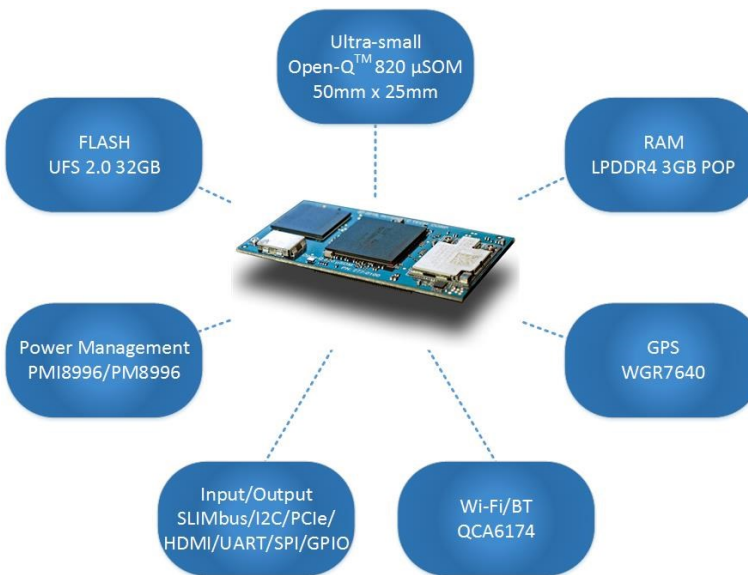 Ultra-small
Open-Q™ 820 µSOM
50mm x 25mm
FLASH
UFS 2.0 32GB
RAM
LPDDR4 3GB POP
Power Management
PMI8996/PM8996
GPS
WGR7640
Input/Output
SLIMbus/I2C/PCIe/
HDMI/UART/SPI/GPIO
Wi-Fi/BT
QCA6174